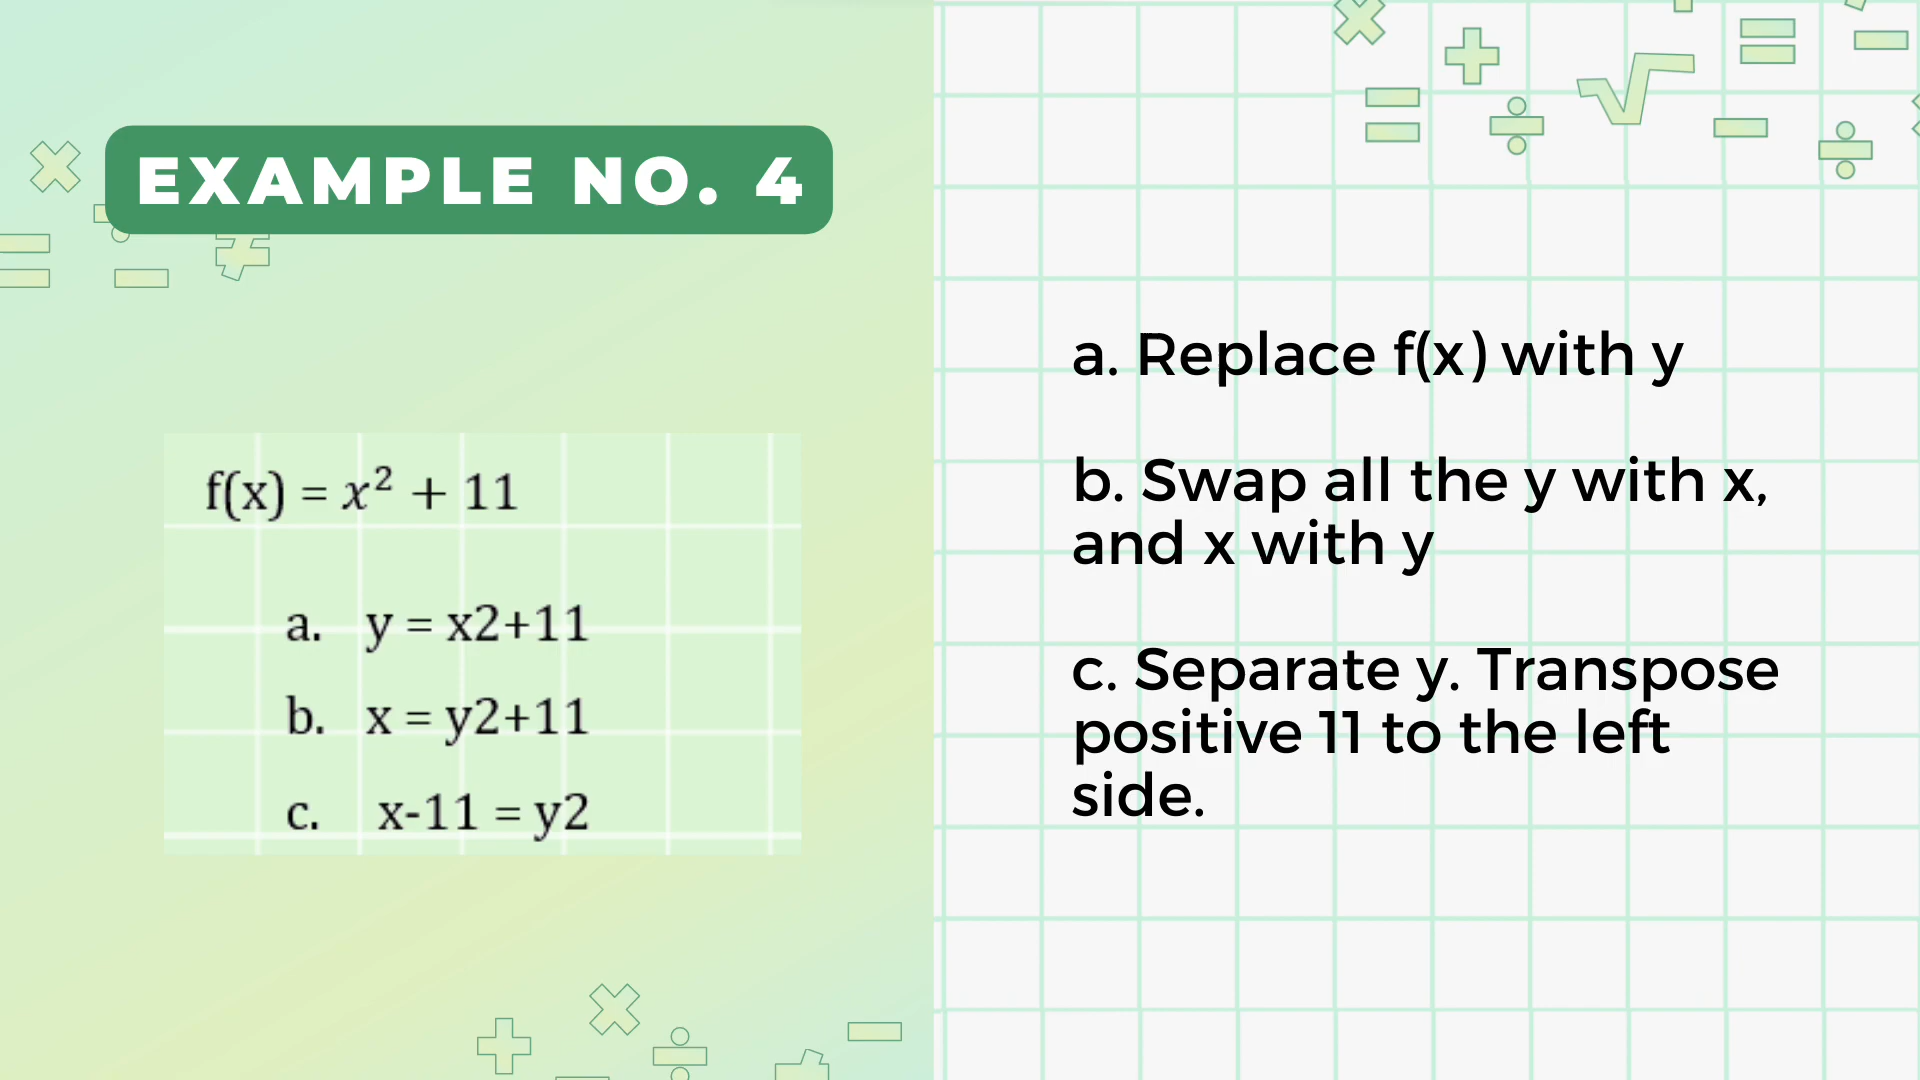 EXAMPLE NO. 4
f(x) = x² + 11
a. y = x2+11
b. x = y2+11
c. x-11 = y2
a. Replace f(x) with y
b. Swap all the y with x,
and x with y
c. Separate y. Transpose
positive 11 to the left
side.